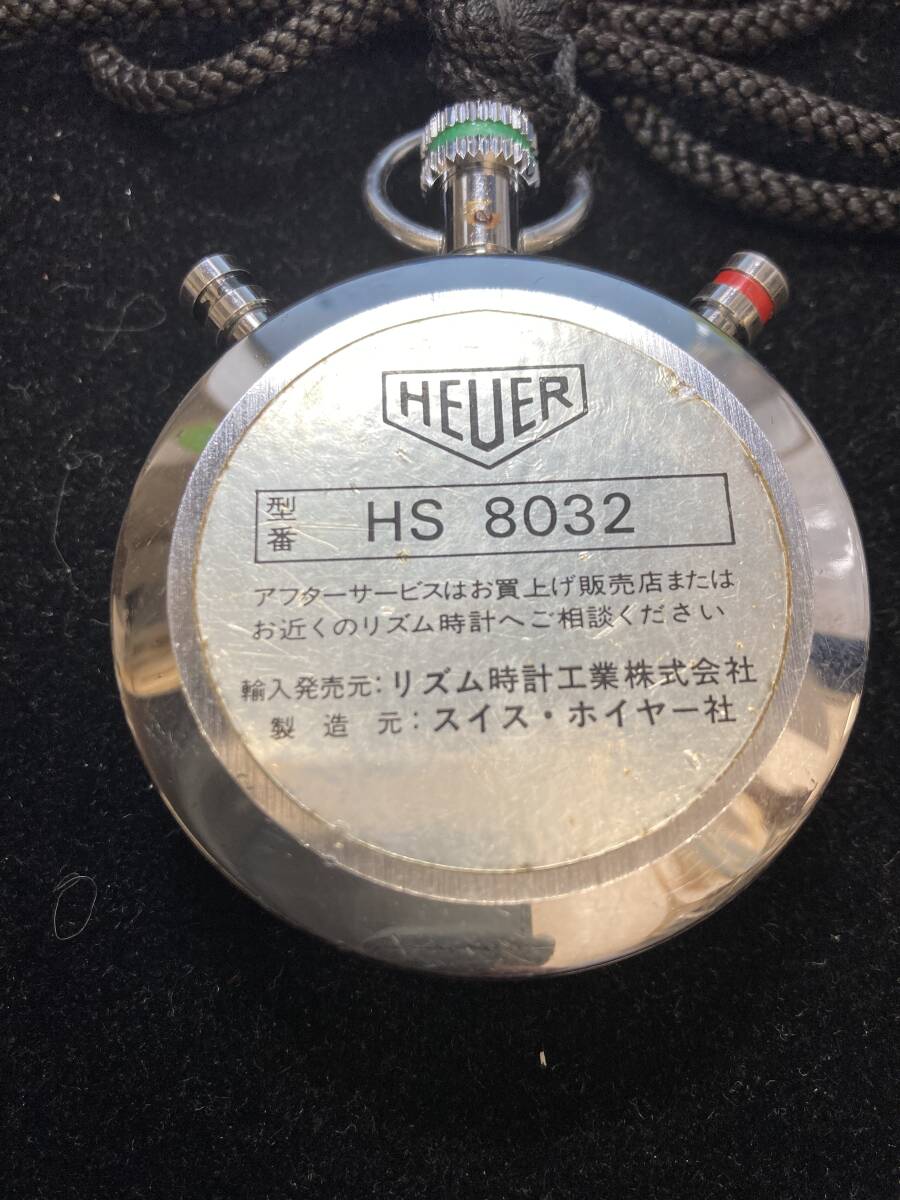 HEUER
型番 HS 8032
アフターサービスはお買上げ販売店または
お近くのリズム時計へご相談ください
輸入発売元:リズム時計工業株式会社
製造元:スイス・ホイヤー社